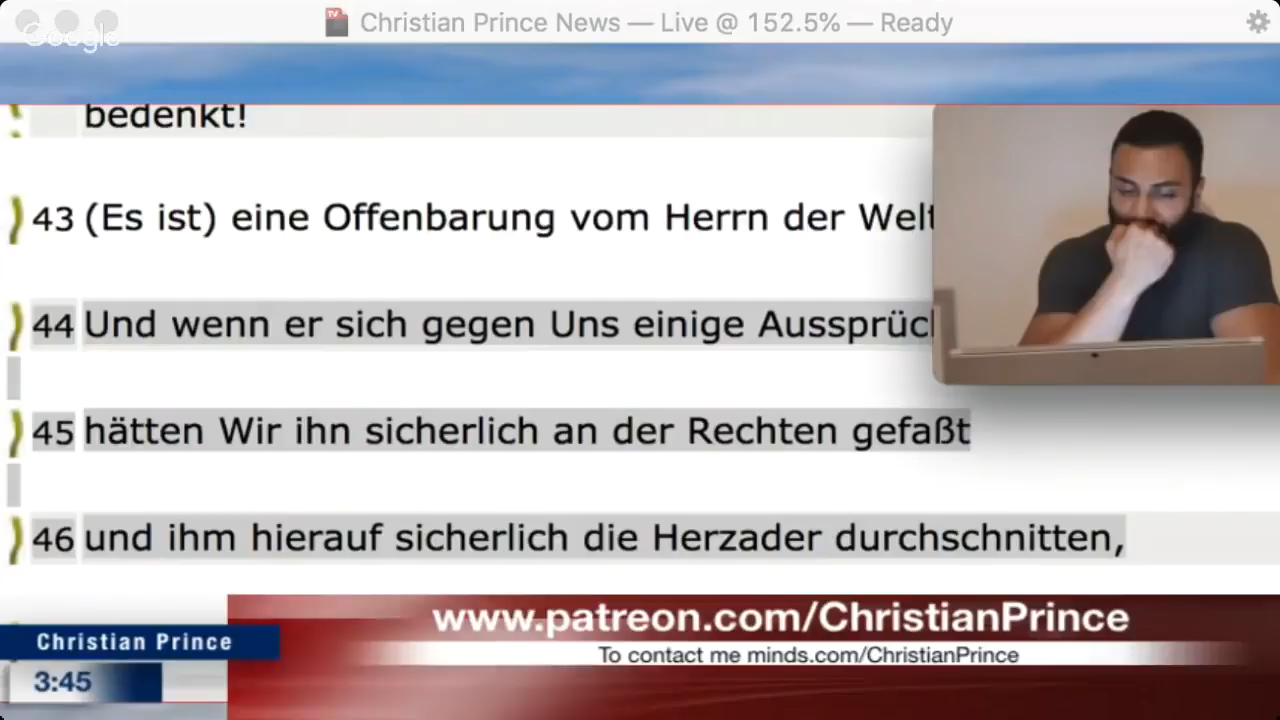 Christian Prince News — Live @ 152.5% — Ready
Google
bedenkt!
43 (Es ist) eine Offenbarung vom Herrn der Welt
44 Und wenn er sich gegen Uns einige Aussprüc
45 hätten Wir ihn sicherlich an der Rechten gefaßt
46 und ihm hierauf sicherlich die Herzader durchschnitten,
www.patreon.com/ChristianPrince
Christian Prince
To contact me minds.com/ChristianPrince
3:45